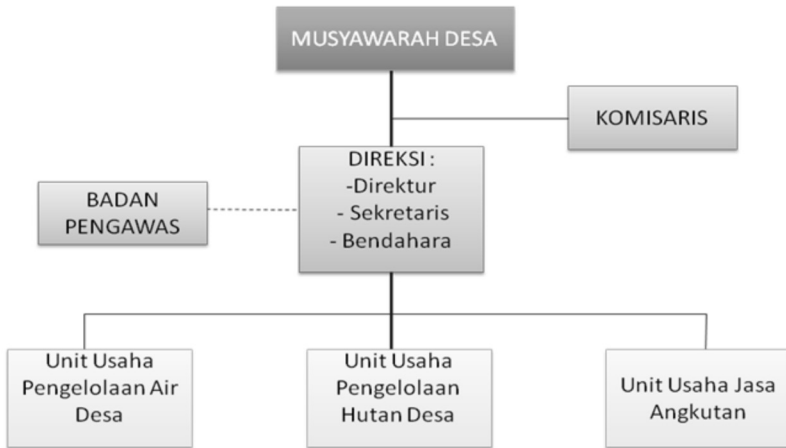 MUSYAWARAH DESA
KOMISARIS
DIREKSI :
-Direktur
- Sekretaris
- Bendahara
BADAN
PENGAWAS
Unit Usaha
Pengelolaan Air
Desa
Unit Usaha
Pengelolaan
Hutan Desa
Unit Usaha Jasa
Angkutan